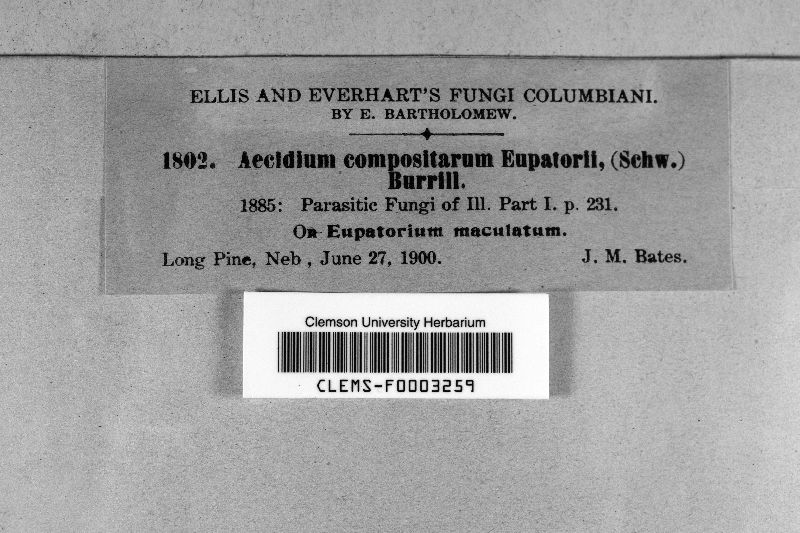 ELLIS AND EVERHART'S FUNGI COLUMBIANI.
BY E. BARTHOLOMEW.
1802. Aecidium compositarum Eupatorii, (Schw.)
Burrill.
1885: Parasitic Fungi of Ill. Part I. p. 231.
On Eupatorium maculatum.
Long Pine, Neb , June 27, 1900. J. M. Bates.
Clemson University Herbarium
CLEMS-F0003259